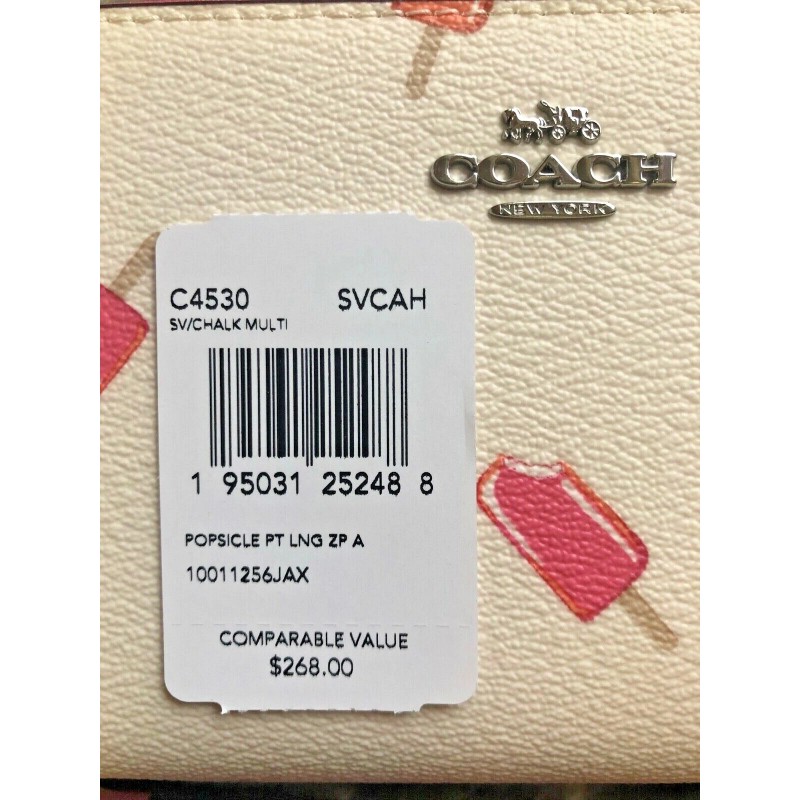 COACH
NEW YORK
C4530 SVCAH
SV/CHALK MULTI
1 95031 25248 8
POPSICLE PT LNG ZP A
10011256JAX
COMPARABLE VALUE
$268.00